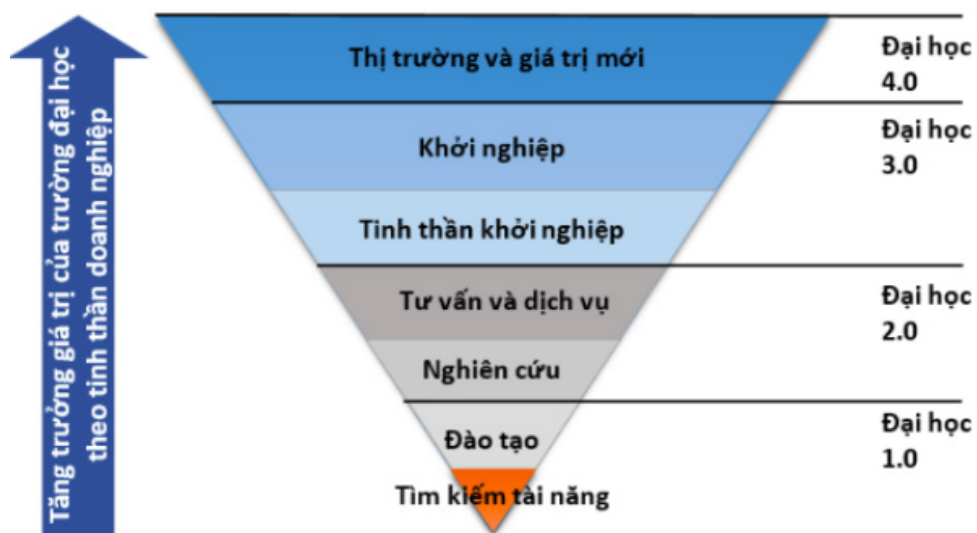 Tăng trưởng giá trị của trường đại học
theo tinh thần doanh nghiệp
Thị trường và giá trị mới
Đại học
4.0
Khởi nghiệp
Đại học
3.0
Tinh thần khởi nghiệp
Tư vấn và dịch vụ
Đại học
2.0
Nghiên cứu
Đào tạo
Đại học
1.0
Tìm kiếm tài năng